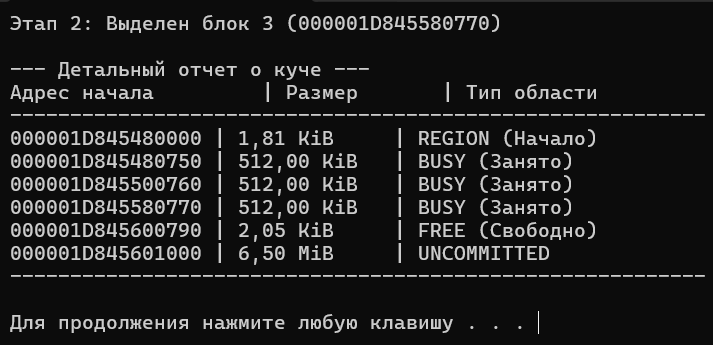 Этап 2: Выделен блок 3 (000001D845580770)
--- Детальный отчет о куче ---
Адрес начала | Размер | Тип области
----------------------------------------------------------
000001D845480000 | 1,81 KiB | REGION (Начало)
000001D845480750 | 512,00 KiB | BUSY (Занято)
000001D845500760 | 512,00 KiB | BUSY (Занято)
000001D845580770 | 512,00 KiB | BUSY (Занято)
000001D845600790 | 2,05 KiB | FREE (Свободно)
000001D845601000 | 6,50 MiB | UNCOMMITTED
----------------------------------------------------------
Для продолжения нажмите любую клавишу . . .